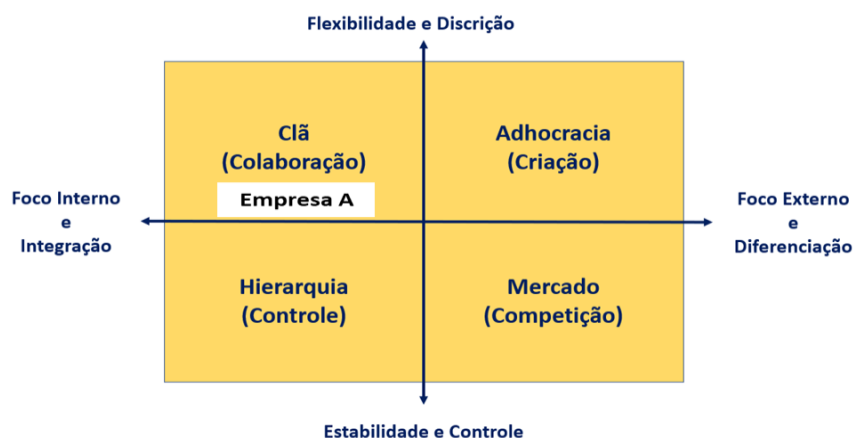 Flexibilidade e Discrição
Clã
(Colaboração)
Adhocracia
(Criação)
Empresa A
Foco Interno
e
Integração
Foco Externo
e
Diferenciação
Hierarquia
(Controle)
Mercado
(Competição)
Estabilidade e Controle